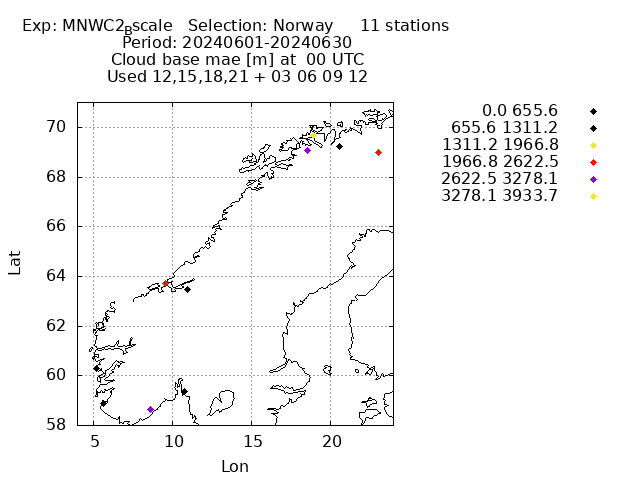 Exp: MNWC2Bscale Selection: Norway 11 stations
Period: 20240601-20240630
Cloud base mae [m] at 00 UTC
Used 12,15,18,21 + 03 06 09 12
0.0 655.6
655.6 1311.2
1311.2 1966.8
1966.8 2622.5
2622.5 3278.1
3278.1 3933.7
70
68
66
64
62
60
58
Lat
5 10 15 20
Lon